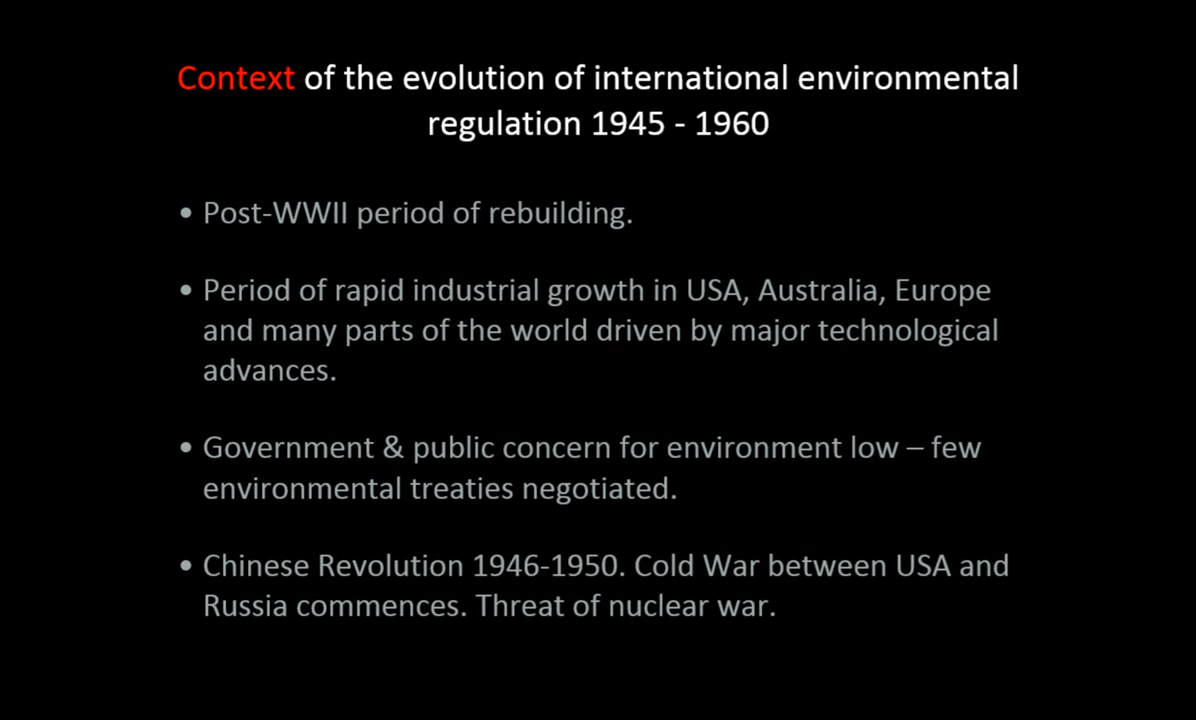 Context of the evolution of international environmental
regulation 1945 - 1960
• Post-WWII period of rebuilding.
• Period of rapid industrial growth in USA, Australia, Europe
and many parts of the world driven by major technological
advances.
• Government & public concern for environment low – few
environmental treaties negotiated.
• Chinese Revolution 1946-1950. Cold War between USA and
Russia commences. Threat of nuclear war.